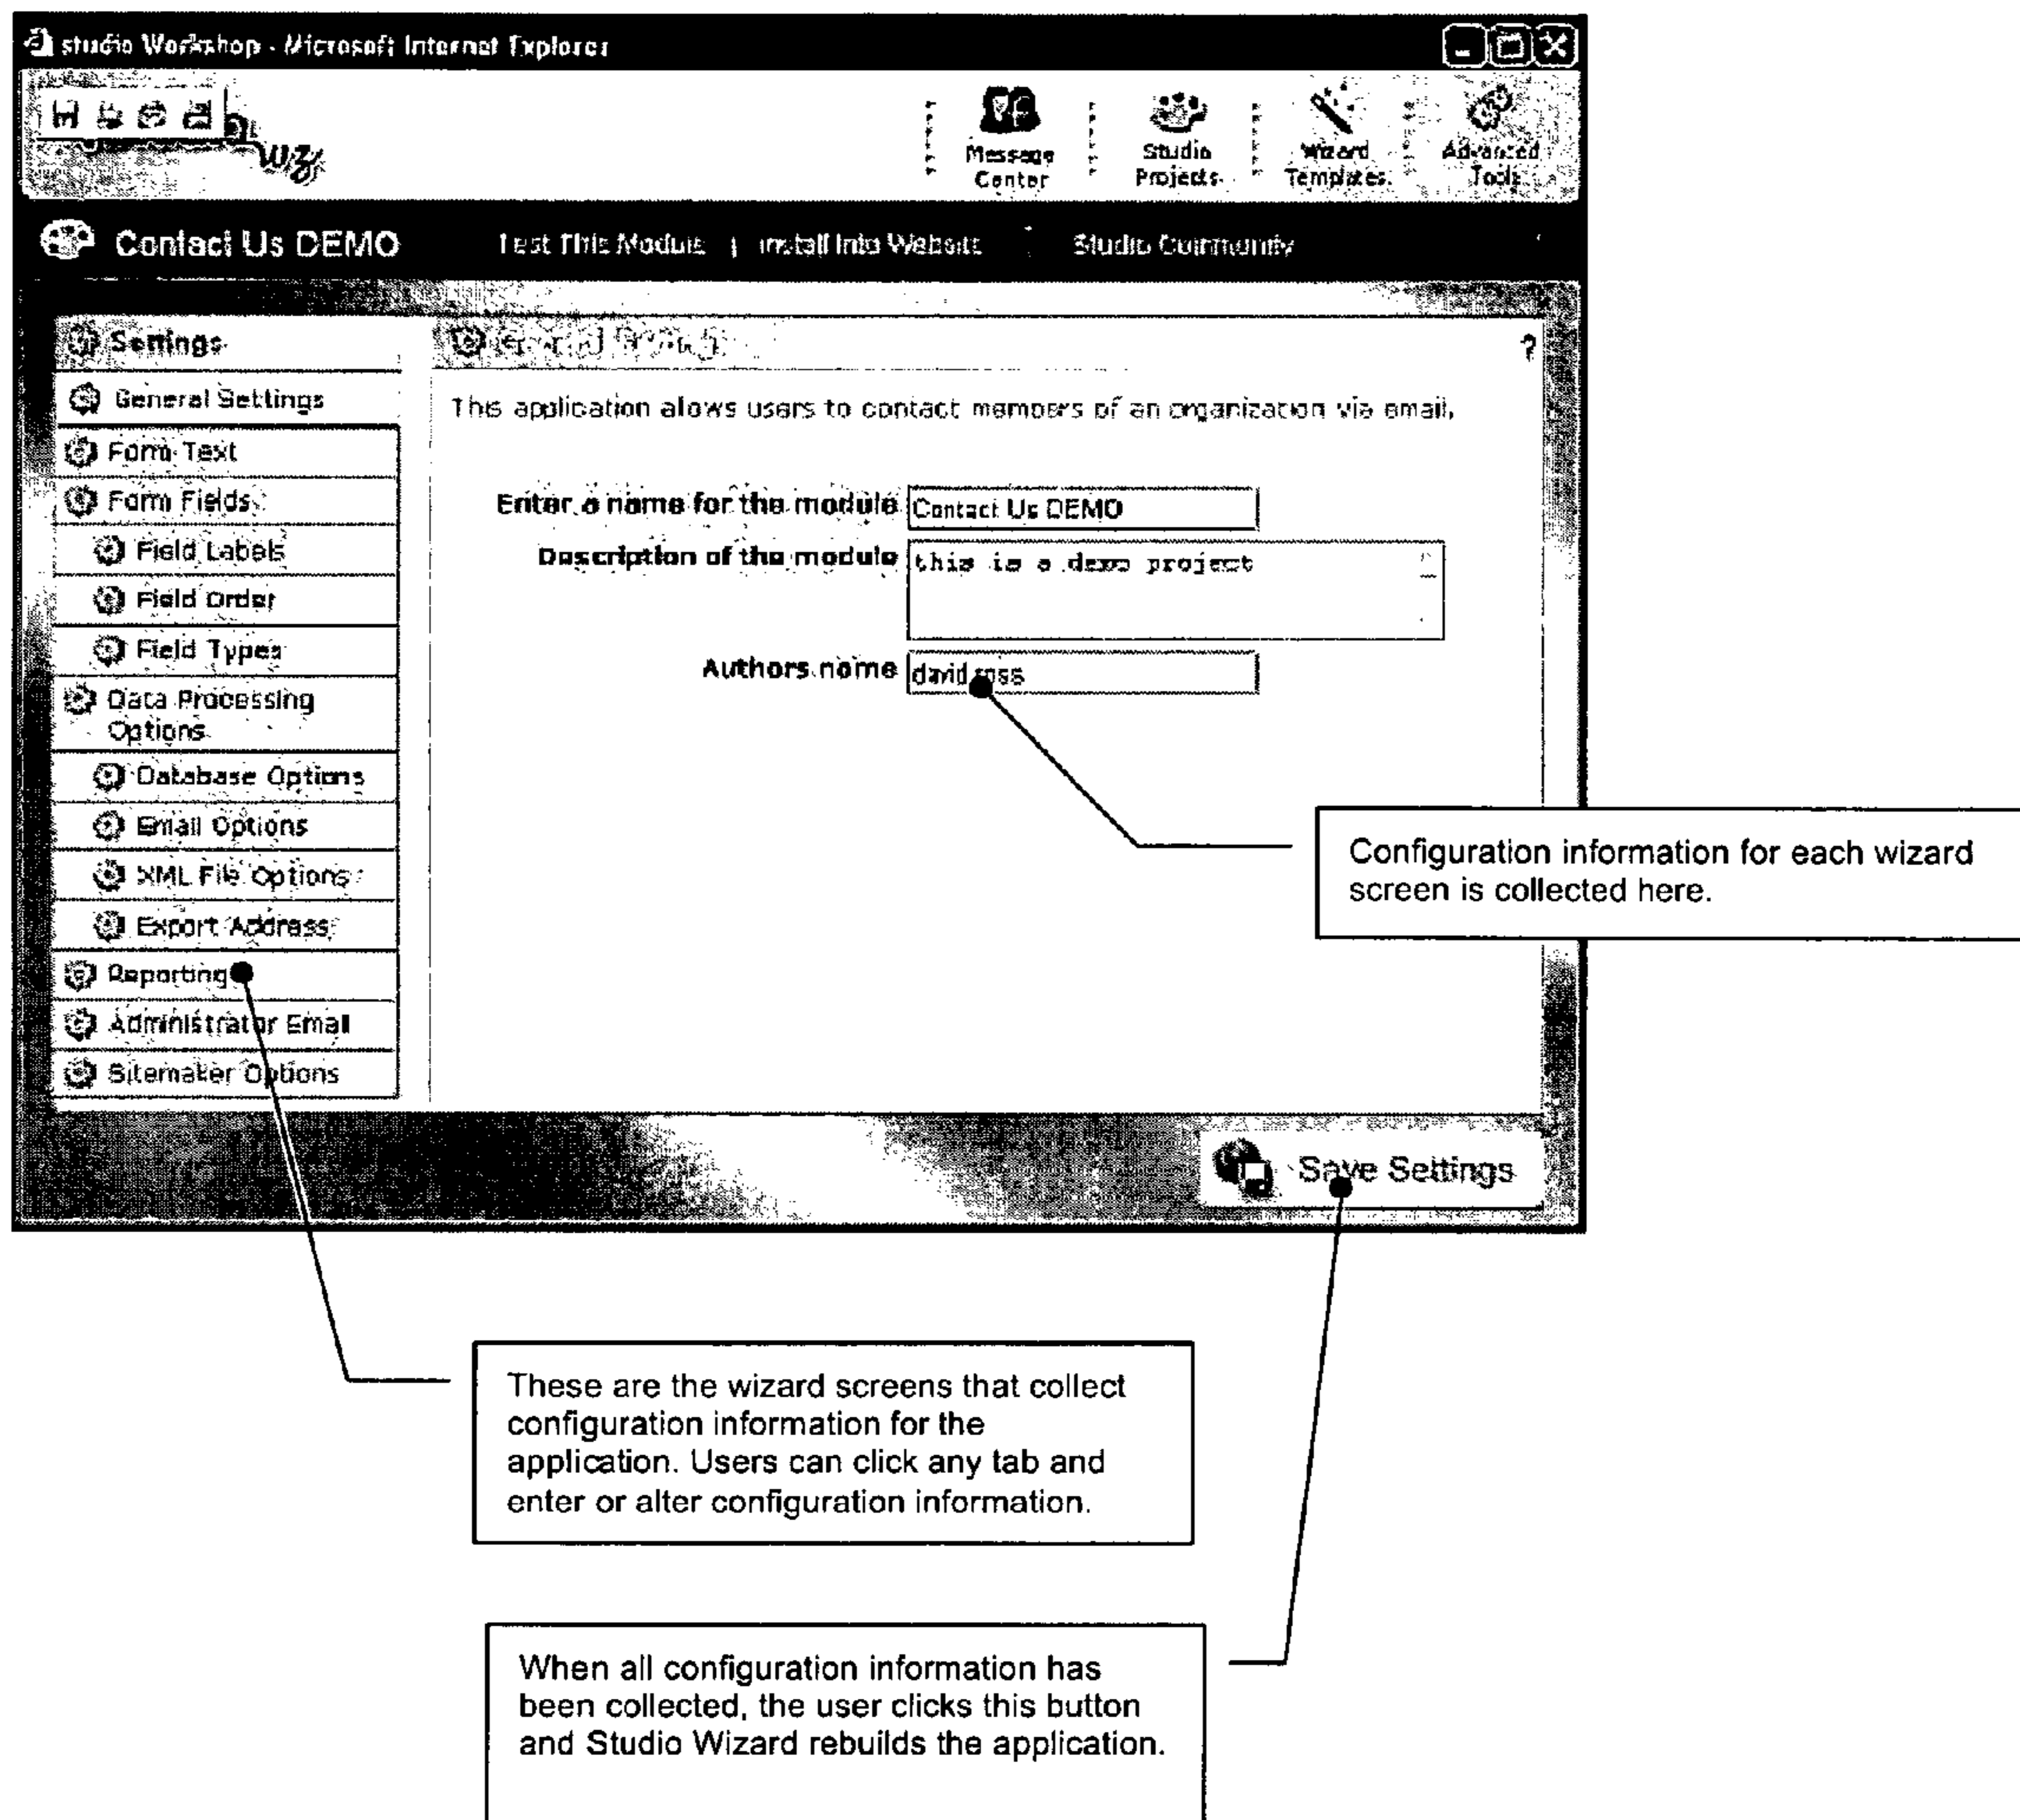 studio Workshop - Microsoft Internet Explorer
wz
Message Center
Studio Projects
Wizard Templates
Advanced Tools
Contact Us DEMO
Test This Module | Install Into Website
Studio Community
Settings
?
General Settings
Form Text
Form Fields
Field Labels
Field Order
Field Types
Data Processing
Options
Database Options
Email Options
XML File Options
Export Address
Reporting
Administrator Email
Sitemaker Options
This application allows users to contact members of an organization via email.
Enter a name for the module Contact Us DEMO
Description of the module this is a demo project
Authors name david ross
Save Settings
Configuration information for each wizard
screen is collected here.
These are the wizard screens that collect
configuration information for the
application. Users can click any tab and
enter or alter configuration information.
When all configuration information has
been collected, the user clicks this button
and Studio Wizard rebuilds the application.